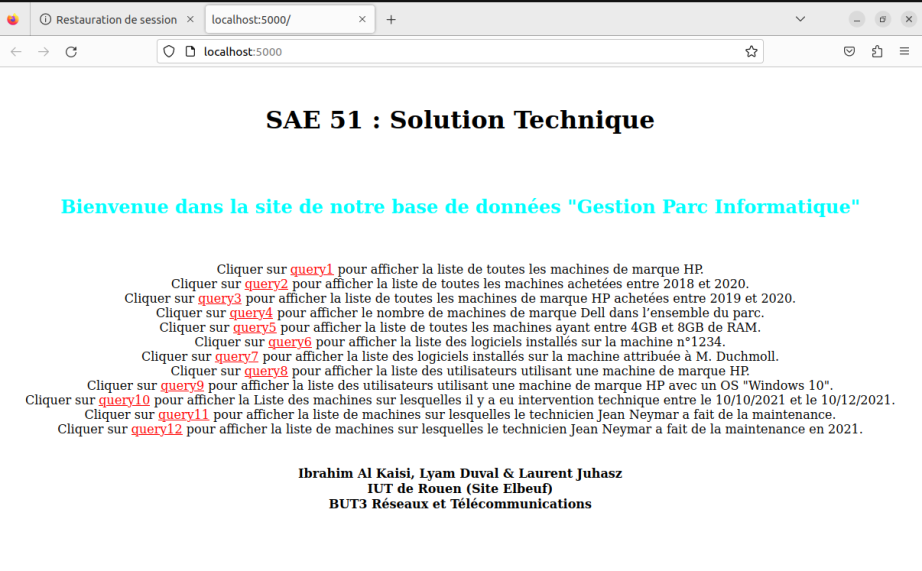 Restauration de session
localhost:5000/
localhost:5000
SAE 51 : Solution Technique
Bienvenue dans la site de notre base de données "Gestion Parc Informatique"
Cliquer sur query1 pour afficher la liste de toutes les machines de marque HP.
Cliquer sur query2 pour afficher la liste de toutes les machines achetées entre 2018 et 2020.
Cliquer sur query3 pour afficher la liste de toutes les machines de marque HP achetées entre 2019 et 2020.
Cliquer sur query4 pour afficher le nombre de machines de marque Dell dans l’ensemble du parc.
Cliquer sur query5 pour afficher la liste de toutes les machines ayant entre 4GB et 8GB de RAM.
Cliquer sur query6 pour afficher la liste des logiciels installés sur la machine n°1234.
Cliquer sur query7 pour afficher la liste des logiciels installés sur la machine attribuée à M. Duchmoll.
Cliquer sur query8 pour afficher la liste des utilisateurs utilisant une machine de marque HP.
Cliquer sur query9 pour afficher la liste des utilisateurs utilisant une machine de marque HP avec un OS "Windows 10".
Cliquer sur query10 pour afficher la Liste des machines sur lesquelles il y a eu intervention technique entre le 10/10/2021 et le 10/12/2021.
Cliquer sur query11 pour afficher la liste de machines sur lesquelles le technicien Jean Neymar a fait de la maintenance.
Cliquer sur query12 pour afficher la liste de machines sur lesquelles le technicien Jean Neymar a fait de la maintenance en 2021.
Ibrahim Al Kaisi, Lyam Duval & Laurent Juhasz
IUT de Rouen (Site Elbeuf)
BUT3 Réseaux et Télécommunications